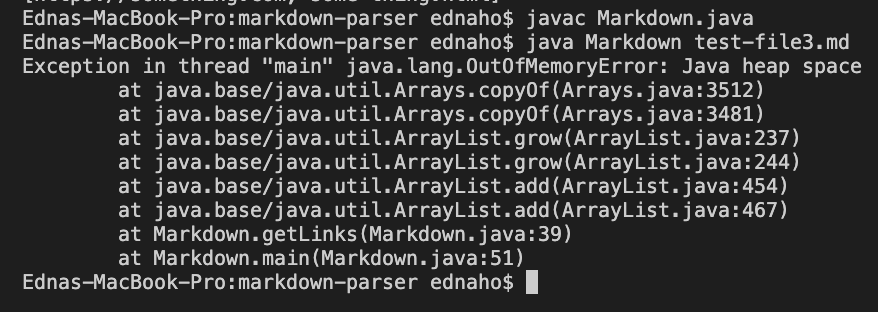 Ednas-MacBook-Pro:markdown-parser ednaho$ javac Markdown.java
Ednas-MacBook-Pro:markdown-parser ednaho$ java Markdown test-file3.md
Exception in thread "main" java.lang.OutOfMemoryError: Java heap space
        at java.base/java.util.Arrays.copyOf(Arrays.java:3512)
        at java.base/java.util.Arrays.copyOf(Arrays.java:3481)
        at java.base/java.util.ArrayList.grow(ArrayList.java:237)
        at java.base/java.util.ArrayList.grow(ArrayList.java:244)
        at java.base/java.util.ArrayList.add(ArrayList.java:454)
        at java.base/java.util.ArrayList.add(ArrayList.java:467)
        at Markdown.getLinks(Markdown.java:39)
        at Markdown.main(Markdown.java:51)
Ednas-MacBook-Pro:markdown-parser ednaho$